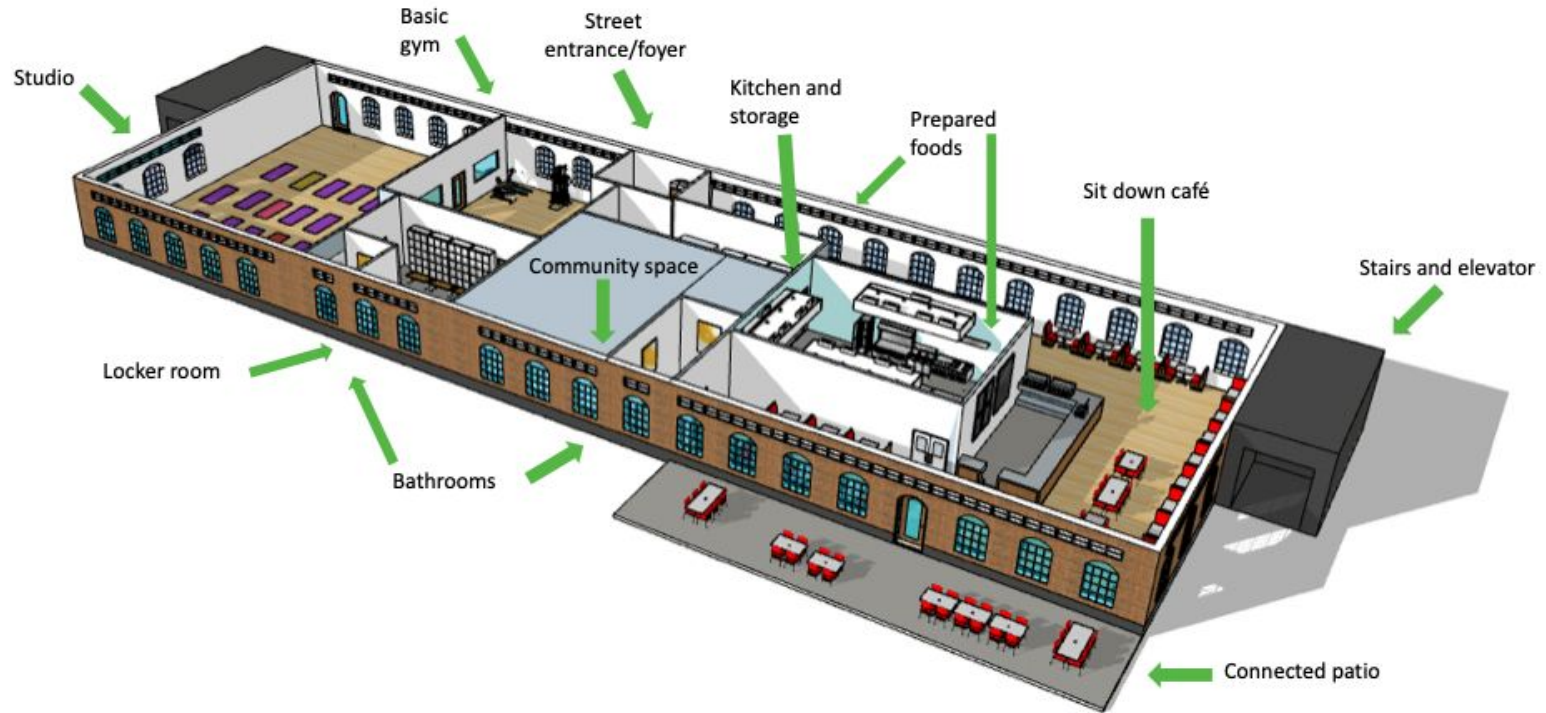 Basic
gym
Street
entrance/foyer
Studio
Kitchen and
storage
Prepared
foods
Sit down café
Community space
Stairs and elevator
Locker room
Bathrooms
Connected patio